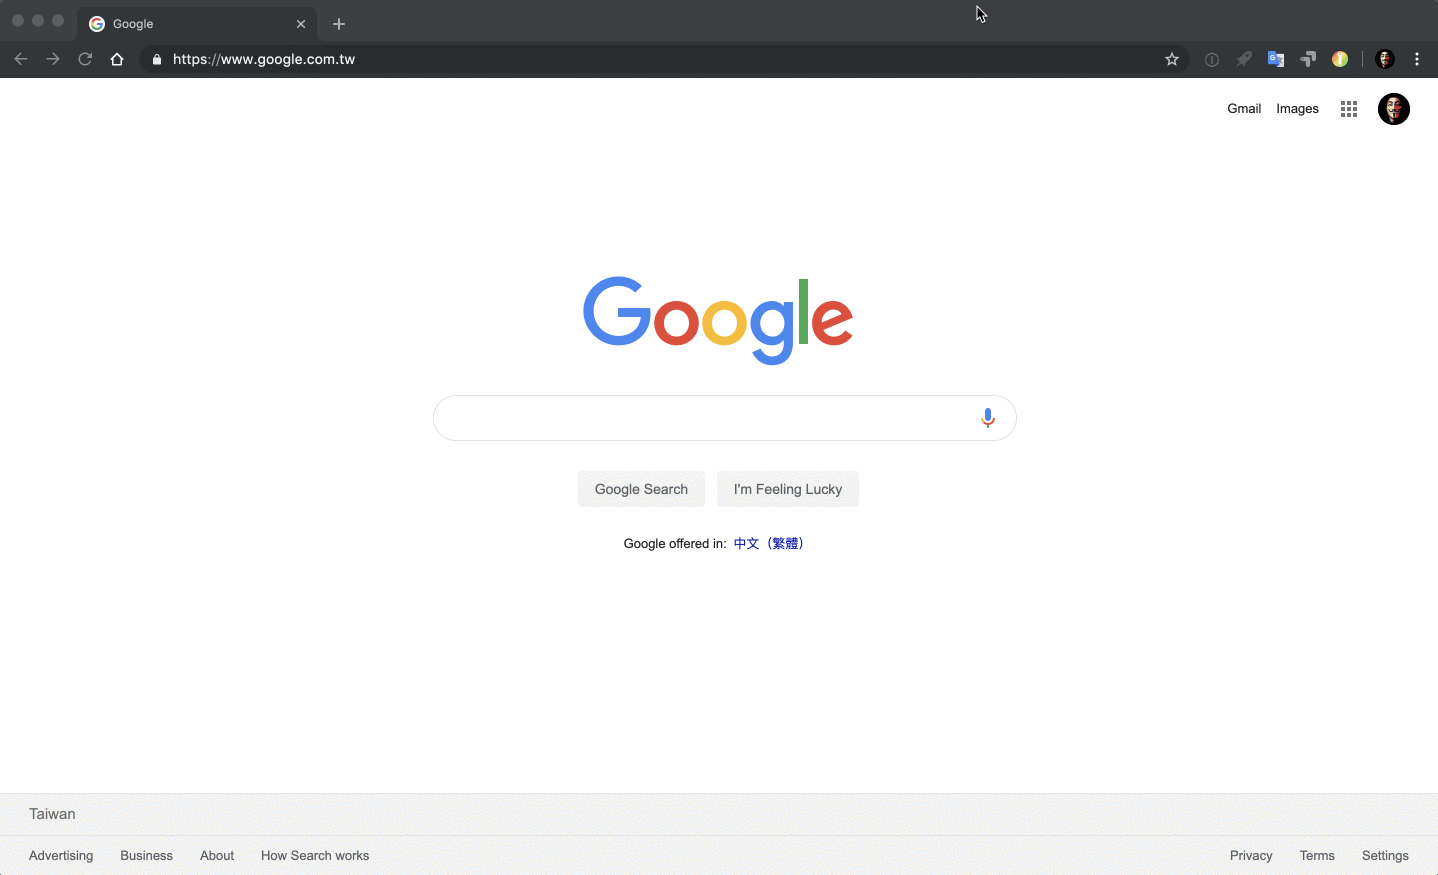 Google
https://www.google.com.tw
Gmail Images
Google
Google Search I'm Feeling Lucky
Google offered in: 中文（繁體）
Taiwan
Advertising Business About How Search works Privacy Terms Settings